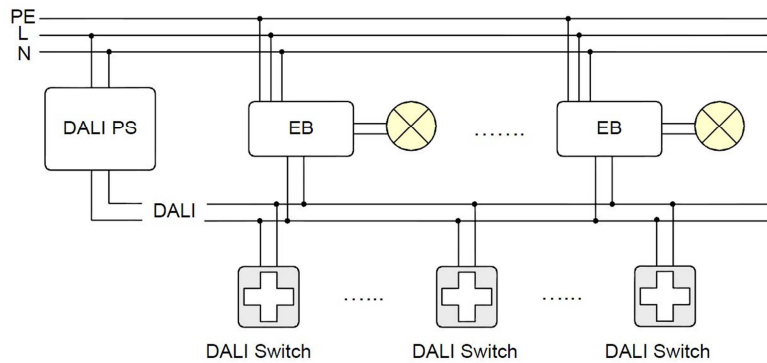 PE
L
N
DALI PS
EB
EB
.......
DALI
......
......
DALI Switch
DALI Switch
DALI Switch